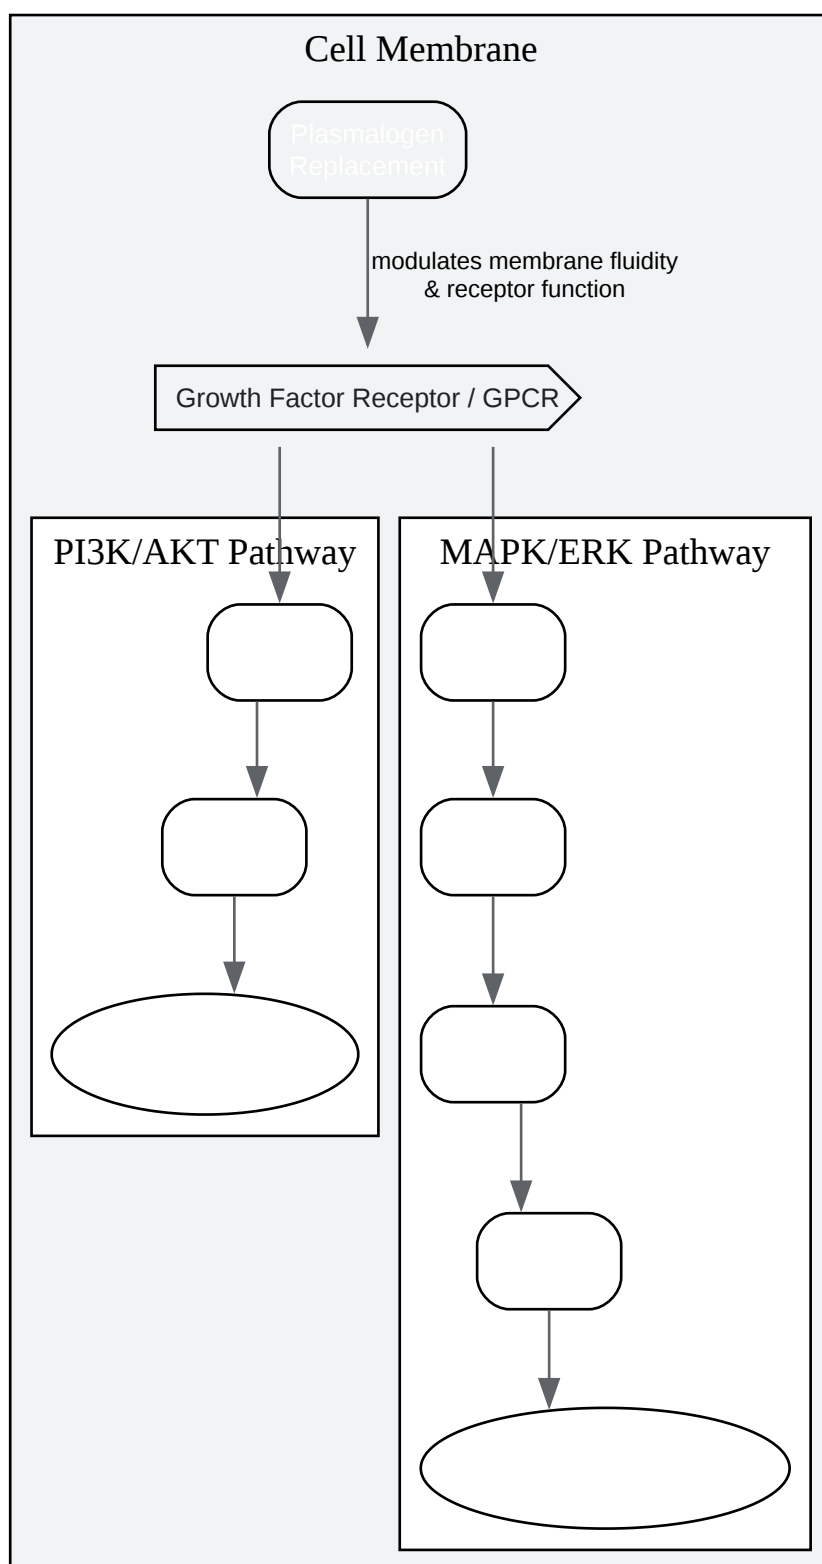 Cell Membrane
Plasmalogen
Replacement
modulates membrane fluidity
& receptor function
Growth Factor Receptor / GPCR
PI3K/AKT Pathway
MAPK/ERK Pathway